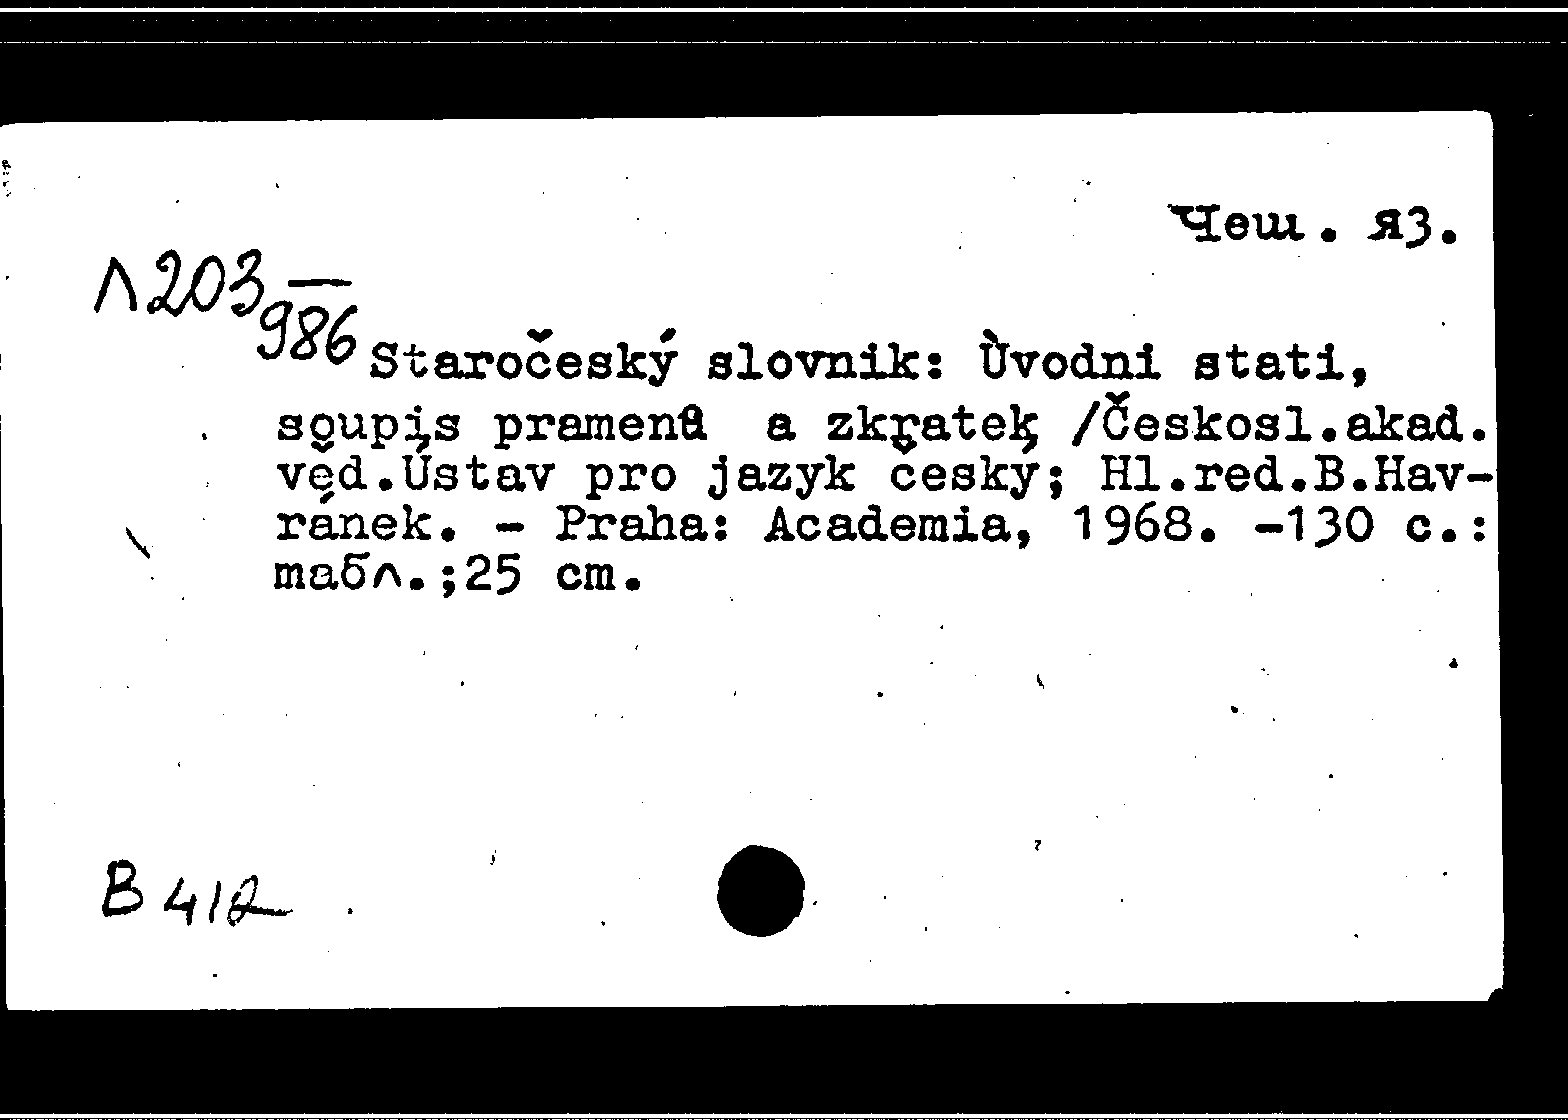 Чеш. яз.
Л203
986
Staročeský slovnik: Ùvodni stati,
soupis pramenů a zkratek /Českosl.akad.
věd.Ústav pro jazyk český; Hl.red.B.Hav-
ránek. - Praha: Academia, 1968. -130 с.:
табл.;25 cm.
В 412